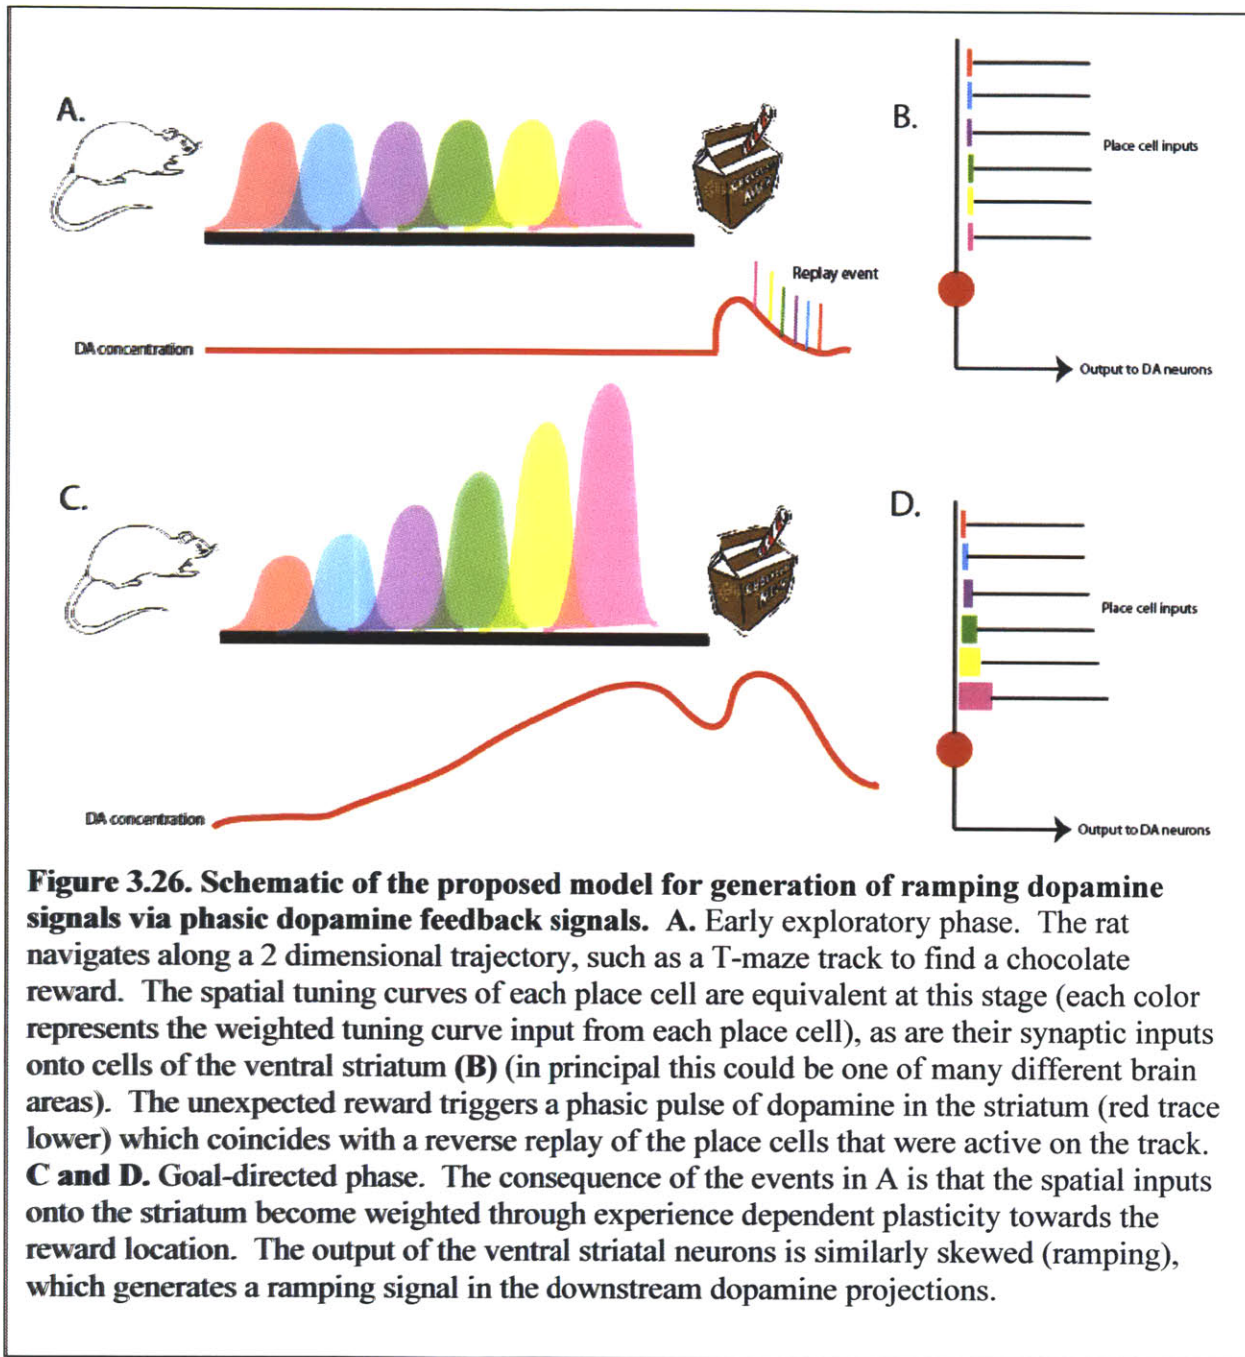 A.
B.
Place cell inputs
Replay event
DA concentration
Output to DA neurons
C.
D.
Place cell inputs
DA concentration
Output to DA neurons
Figure 3.26. Schematic of the proposed model for generation of ramping dopamine
signals via phasic dopamine feedback signals. A. Early exploratory phase. The rat
navigates along a 2 dimensional trajectory, such as a T-maze track to find a chocolate
reward. The spatial tuning curves of each place cell are equivalent at this stage (each color
represents the weighted tuning curve input from each place cell), as are their synaptic inputs
onto cells of the ventral striatum (B) (in principal this could be one of many different brain
areas). The unexpected reward triggers a phasic pulse of dopamine in the striatum (red trace
lower) which coincides with a reverse replay of the place cells that were active on the track.
C and D. Goal-directed phase. The consequence of the events in A is that the spatial inputs
onto the striatum become weighted through experience dependent plasticity towards the
reward location. The output of the ventral striatal neurons is similarly skewed (ramping),
which generates a ramping signal in the downstream dopamine projections.